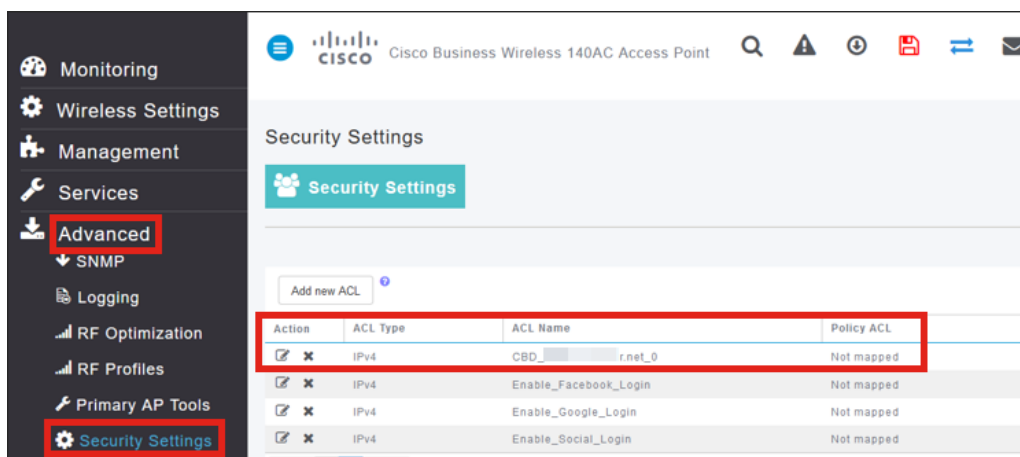 Monitoring
Wireless Settings
Management
Services
Advanced
SNMP
Logging
RF Optimization
RF Profiles
Primary AP Tools
Security Settings
CISCO Cisco Business Wireless 140AC Access Point
Security Settings
Security Settings
Add new ACL ?
Action ACL Type ACL Name Policy ACL
IPv4 CBD_ r.net_0 Not mapped
IPv4 Enable_Facebook_Login Not mapped
IPv4 Enable_Google_Login Not mapped
IPv4 Enable_Social_Login Not mapped